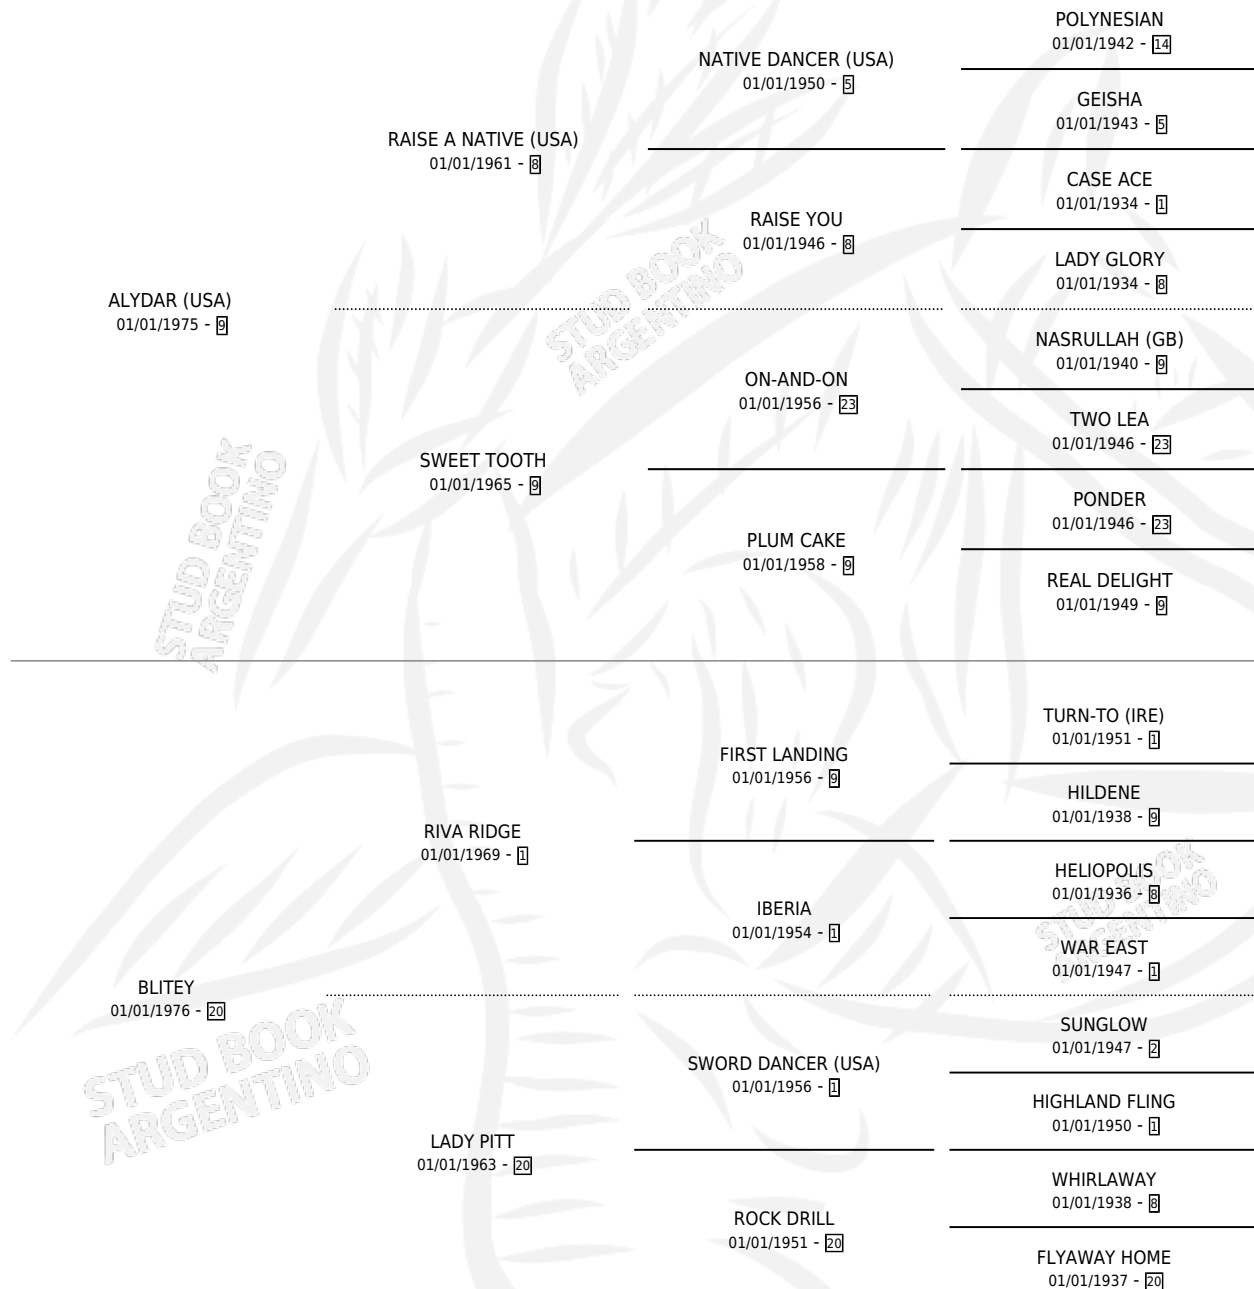 POLYNESIAN
01/01/1942 - 14
NATIVE DANCER (USA)
01/01/1950 - 5
GEISHA
01/01/1943 - 5
RAISE A NATIVE (USA)
01/01/1961 - 8
CASE ACE
01/01/1934 - 1
RAISE YOU
01/01/1946 - 8
LADY GLORY
01/01/1934 - 8
ALYDAR (USA)
01/01/1975 - 9
STUD BOOK
ARGENTINO
NASRULLAH (GB)
01/01/1940 - 9
ON-AND-ON
01/01/1956 - 23
TWO LEA
01/01/1946 - 23
SWEET TOOTH
01/01/1965 - 9
PONDER
01/01/1946 - 23
PLUM CAKE
01/01/1958 - 9
REAL DELIGHT
01/01/1949 - 9
STUD BOOK
ARGENTINO
TURN-TO (IRE)
01/01/1951 - 1
FIRST LANDING
01/01/1956 - 9
HILDENE
01/01/1938 - 9
RIVA RIDGE
01/01/1969 - 1
HELIOPOLIS
01/01/1936 - 8
IBERIA
01/01/1954 - 1
WAR EAST
01/01/1947 - 1
STUD BOOK
ARGENTINO
BLITEY
01/01/1976 - 20
SUNGLOW
01/01/1947 - 2
SWORD DANCER (USA)
01/01/1956 - 1
HIGHLAND FLING
01/01/1950 - 1
STUD BOOK
ARGENTINO
LADY PITT
01/01/1963 - 20
WHIRLAWAY
01/01/1938 - 8
ROCK DRILL
01/01/1951 - 20
FLYAWAY HOME
01/01/1937 - 20